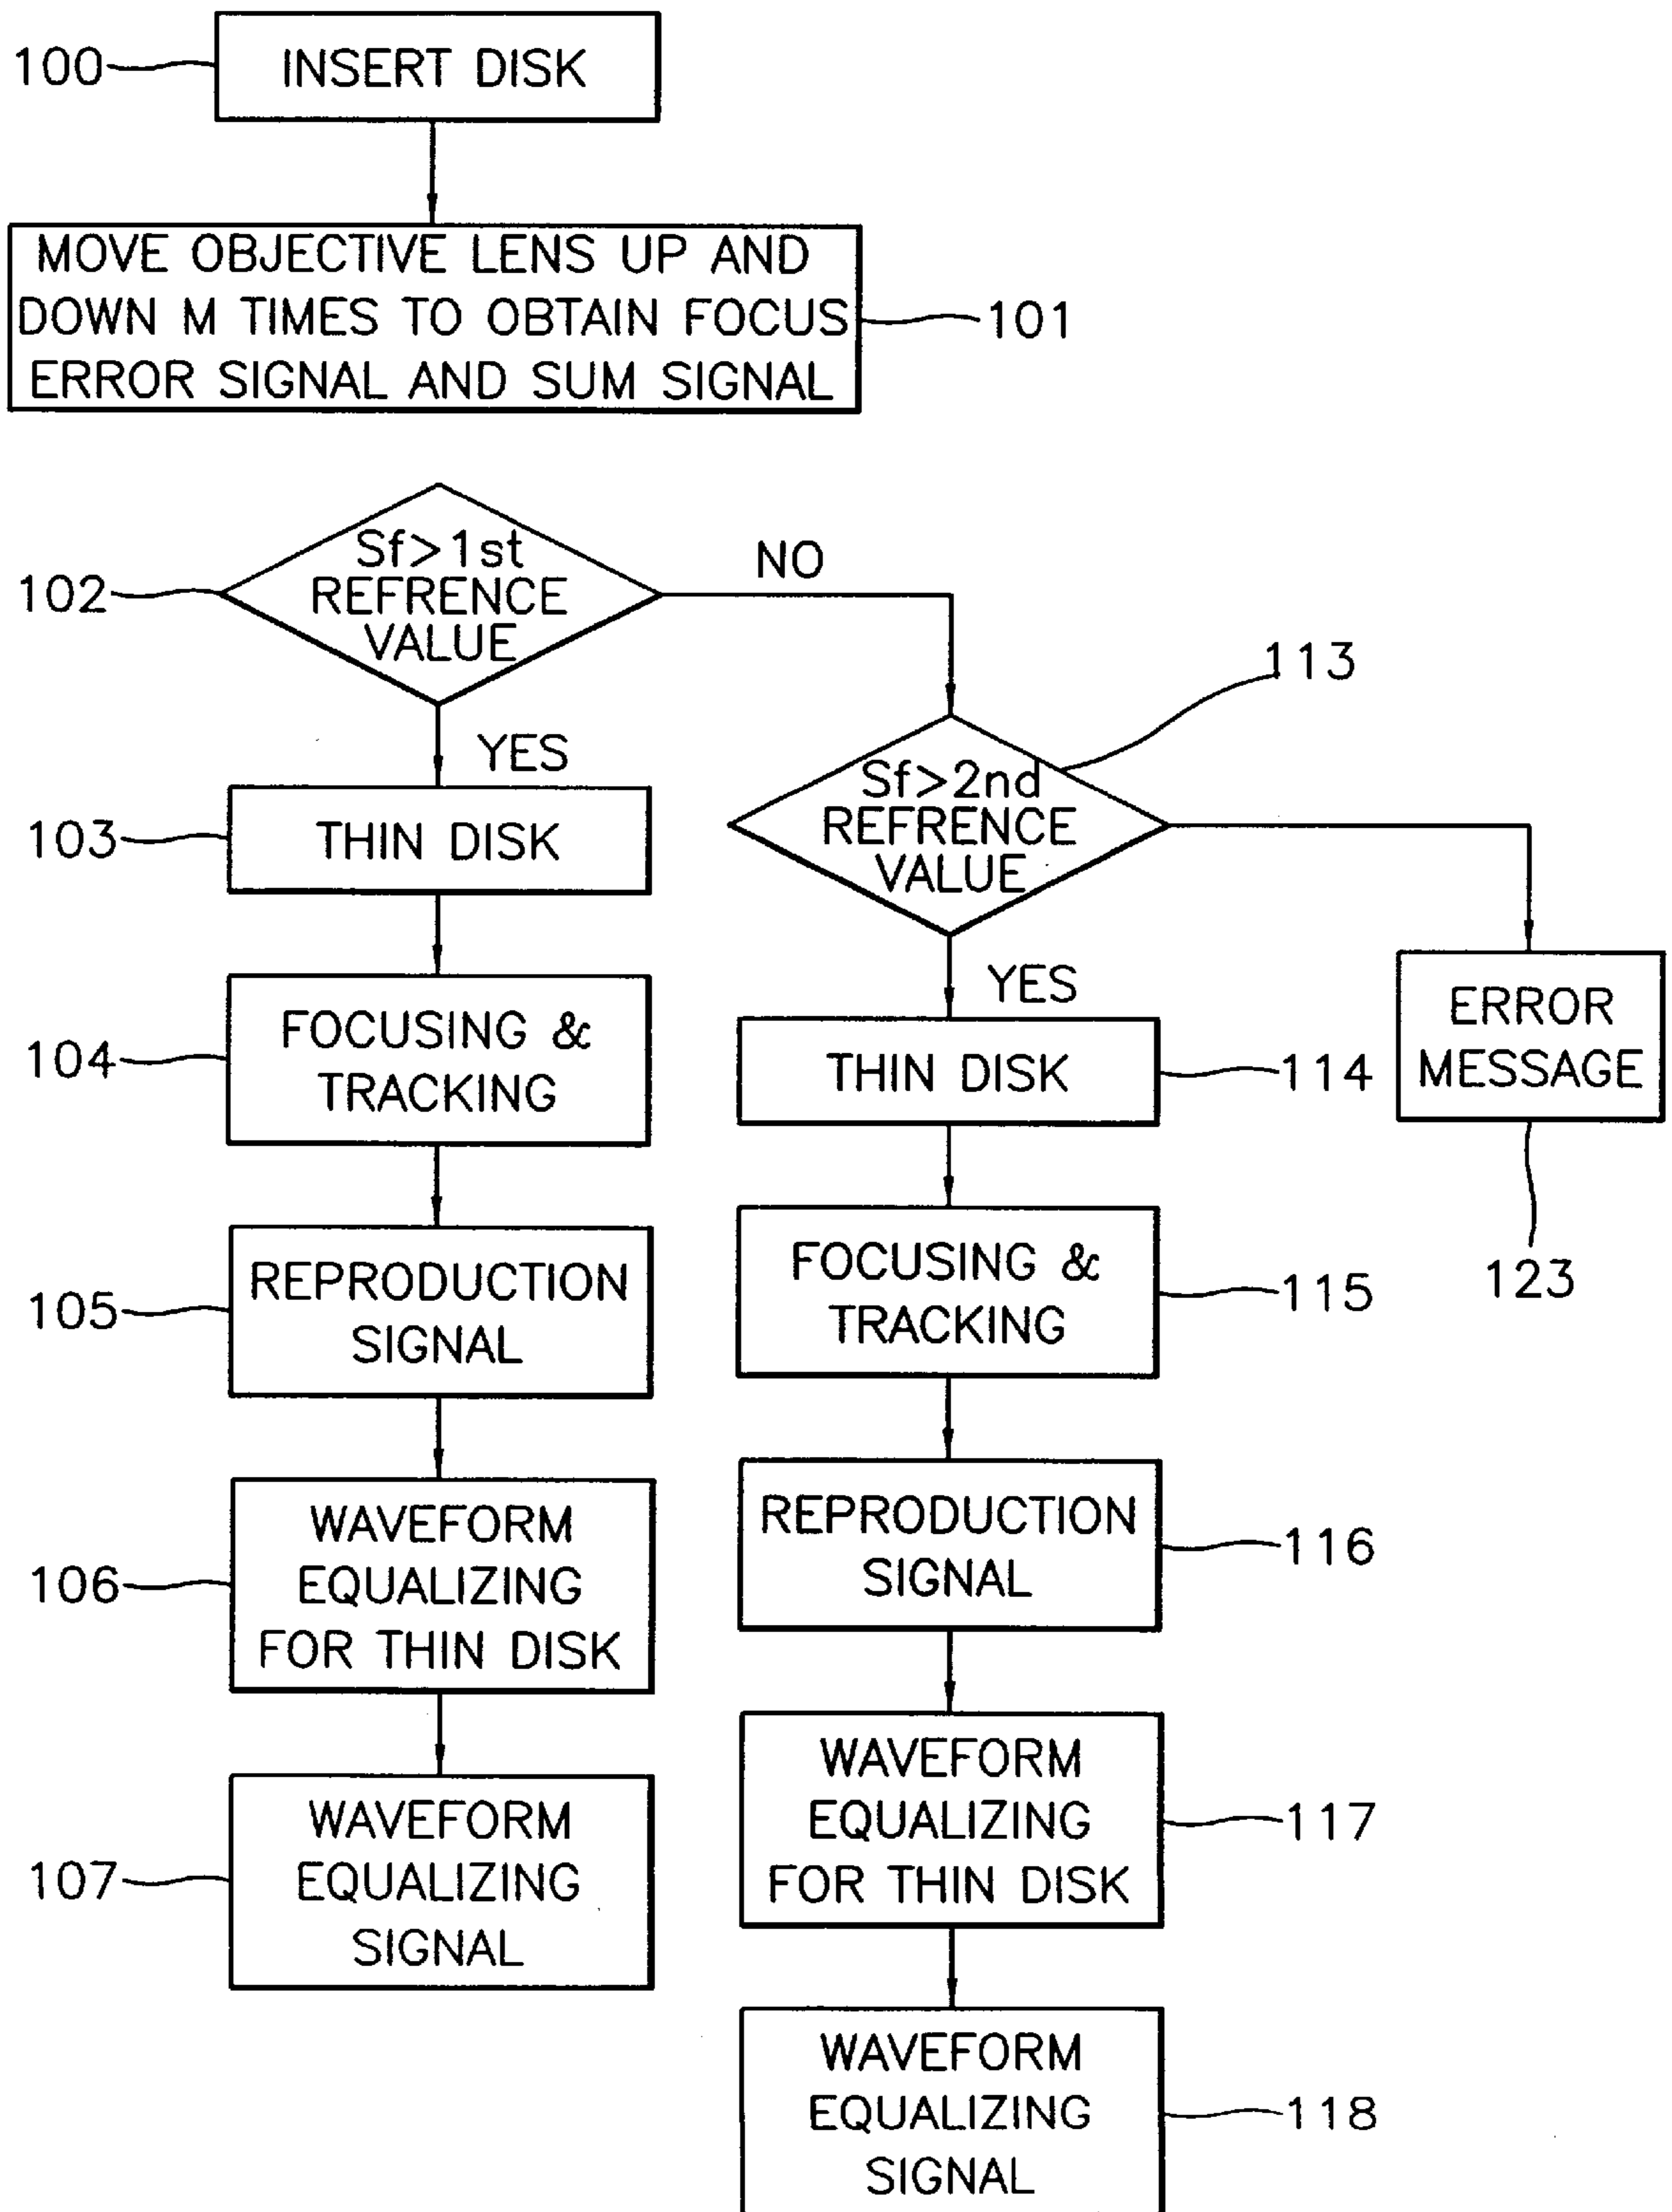 100
INSERT DISK
MOVE OBJECTIVE LENS UP AND
DOWN M TIMES TO OBTAIN FOCUS
ERROR SIGNAL AND SUM SIGNAL
101
102
Sf>1st
REFRENCE
VALUE
NO
YES
113
Sf>2nd
REFRENCE
VALUE
YES
103
THIN DISK
104
FOCUSING &
TRACKING
105
REPRODUCTION
SIGNAL
106
WAVEFORM
EQUALIZING
FOR THIN DISK
107
WAVEFORM
EQUALIZING
SIGNAL
THIN DISK
114
FOCUSING &
TRACKING
115
REPRODUCTION
SIGNAL
116
WAVEFORM
EQUALIZING
FOR THIN DISK
117
WAVEFORM
EQUALIZING
SIGNAL
118
ERROR
MESSAGE
123